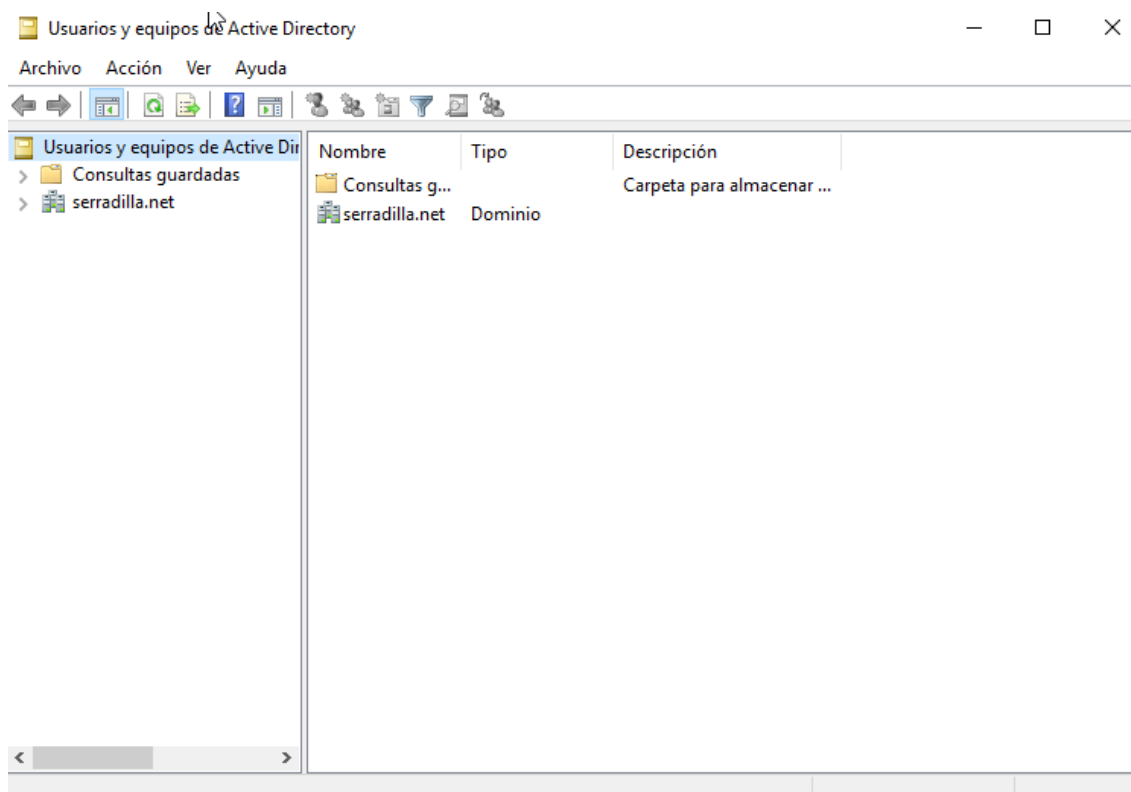 Usuarios y equipos de Active Directory
Archivo Acción Ver Ayuda
Usuarios y equipos de Active Dir
Consultas guardadas
serradilla.net
Nombre Tipo Descripción
Consultas g... Carpeta para almacenar ...
serradilla.net Dominio